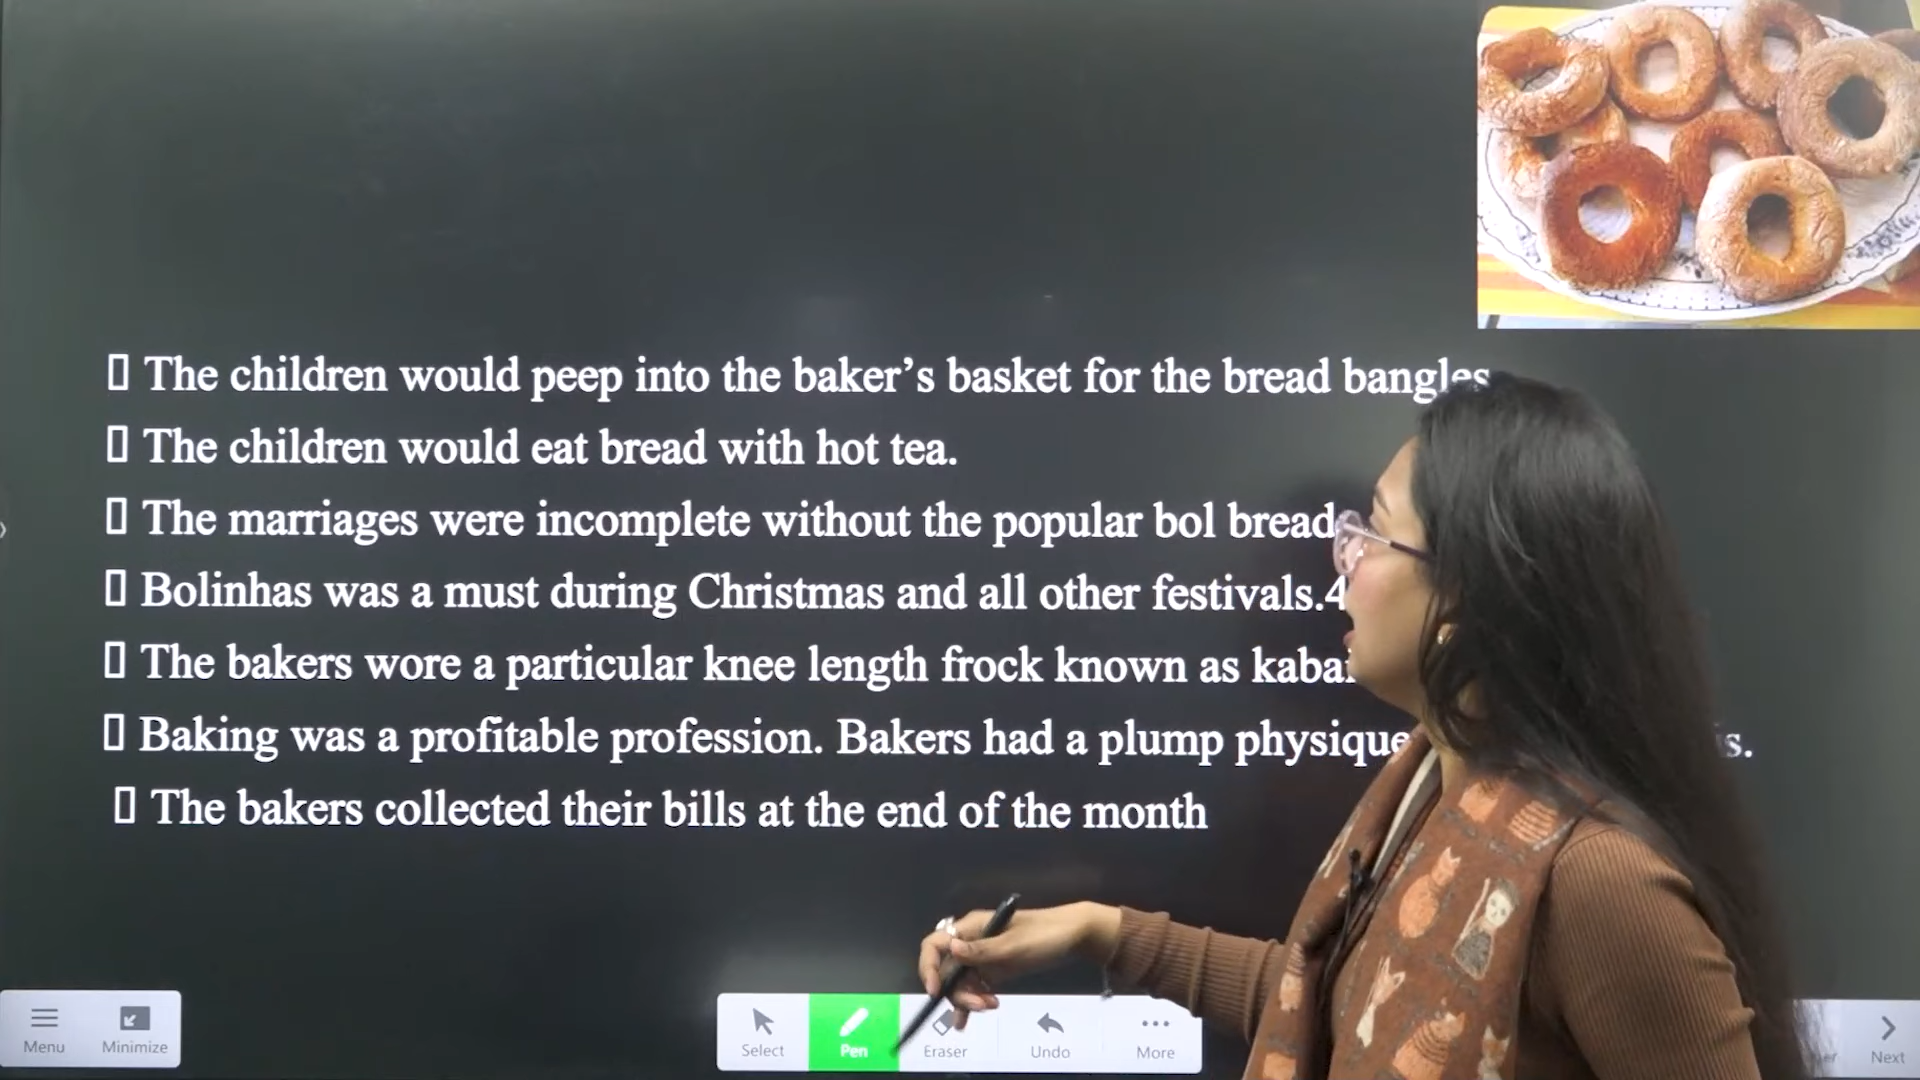 The children would peep into the baker’s basket for the bread bangles
The children would eat bread with hot tea.
The marriages were incomplete without the popular bol bread
Bolinhas was a must during Christmas and all other festivals.4
The bakers wore a particular knee length frock known as
Baking was a profitable profession. Bakers had a plump physique
The bakers collected their bills at the end of the month
Menu
Minimize
Select
Pen
Eraser
Undo
More
Next